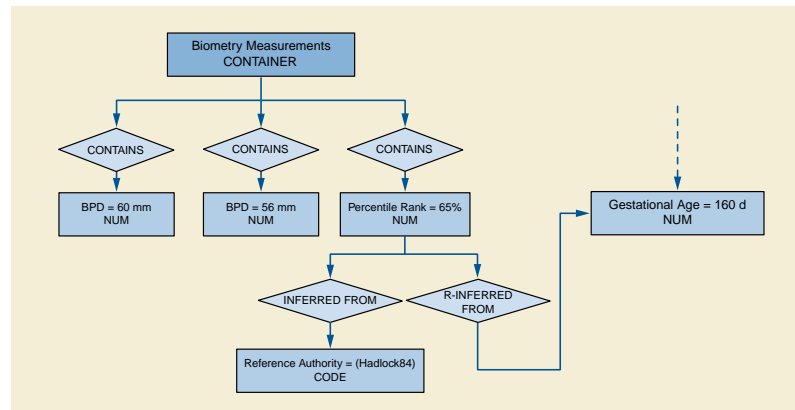 Biometry Measurements
CONTAINER
CONTAINS
CONTAINS
CONTAINS
BPD = 60 mm
NUM
BPD = 56 mm
NUM
Percentile Rank = 65%
NUM
Gestational Age = 160 d
NUM
INFERRED FROM
R-INFERRED
FROM
Reference Authority = (Hadlock84)
CODE